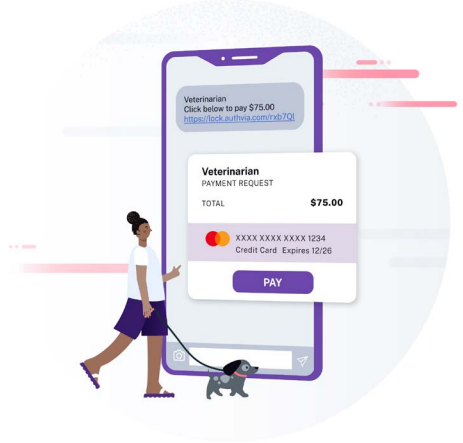 Veterinarian
Click below to pay $75.00
https://lock.authvia.com/rxb7Ql
Veterinarian
PAYMENT REQUEST
TOTAL $75.00
XXXX XXXX XXXX 1234
Credit Card Expires 12/26
PAY